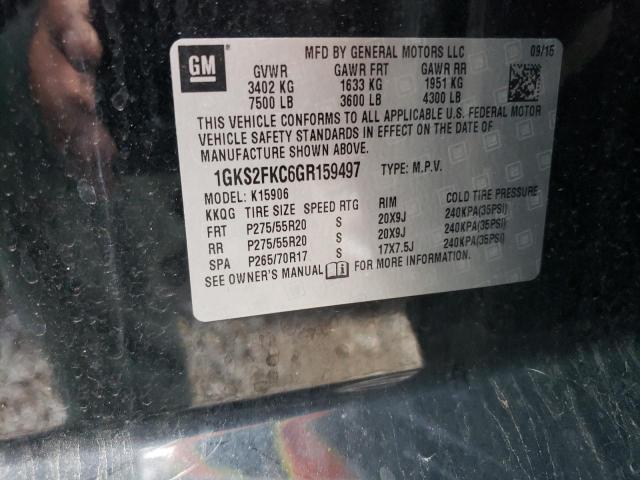 GM
MFD BY GENERAL MOTORS LLC 09/15
GVWR GAWR FRT GAWR RR
3402 KG 1633 KG 1951 KG
7500 LB 3600 LB 4300 LB
THIS VEHICLE CONFORMS TO ALL APPLICABLE U.S. FEDERAL MOTOR
VEHICLE SAFETY STANDARDS IN EFFECT ON THE DATE OF
MANUFACTURE SHOWN ABOVE.
1GKS2FKC6GR159497 TYPE: M.P.V.
MODEL: K15906
KKQG TIRE SIZE SPEED RTG RIM COLD TIRE PRESSURE
FRT P275/55R20 S 20X9J 240KPA(35PSI)
RR P275/55R20 S 20X9J 240KPA(35PSI)
SPA P265/70R17 S 17X7.5J 240KPA(35PSI)
SEE OWNER'S MANUAL FOR MORE INFORMATION.